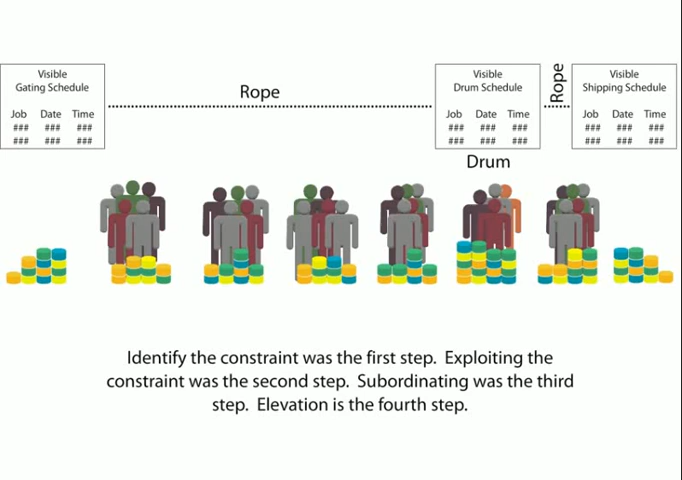 Visible
Gating Schedule
Job Date Time
### ### ###
### ### ###
Rope
Visible
Drum Schedule
Job Date Time
### ### ###
### ### ###
Rope
Visible
Shipping Schedule
Job Date Time
### ### ###
### ### ###
Drum
Identify the constraint was the first step.  Exploiting the
constraint was the second step.  Subordinating was the third
step.  Elevation is the fourth step.